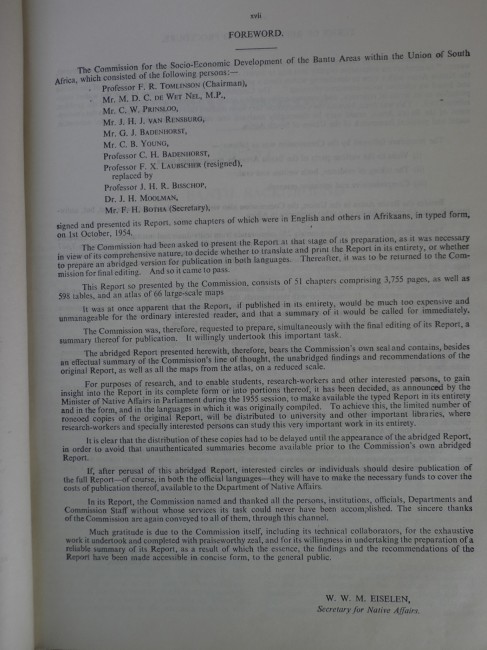 xvii
FOREWORD.
The Commission for the Socio-Economic Development of the Bantu Areas within the Union of South
Africa, which consisted of the following persons:—
Professor F. R. TOMLINSON (Chairman),
Mr. M. D. C. DE WET NEL, M.P.,
Mr. C. W. PRINSLOO,
Mr. J. H. J. VAN RENSBURG,
Mr. G. J. BADENHORST,
Mr. C. B. YOUNG,
Professor C. H. BADENHORST,
Professor F. X. LAUBSCHER (resigned),
replaced by
Professor J. H. R. BISSCHOP,
Dr. J. H. MOOLMAN,
Mr. F. H. BOTHA (Secretary),
signed and presented its Report, some chapters of which were in English and others in Afrikaans, in typed form,
on 1st October, 1954.
The Commission had been asked to present the Report at that stage of its preparation, as it was necessary
in view of its comprehensive nature, to decide whether to translate and print the Report in its entirety, or whether
to prepare an abridged version for publication in both languages. Thereafter, it was to be returned to the Com-
mission for final editing. And so it came to pass.
This Report so presented by the Commission, consists of 51 chapters comprising 3,755 pages, as well as
598 tables, and an atlas of 66 large-scale maps
It was at once apparent that the Report, if published in its entirety, would be much too expensive and
unmanageable for the ordinary interested reader, and that a summary of it would be called for immediately,
The Commission was, therefore, requested to prepare, simultaneously with the final editing of its Report, a
summary thereof for publication. It willingly undertook this important task.
The abridged Report presented herewith, therefore, bears the Commission's own seal and contains, besides
an effectual summary of the Commission's line of thought, the unabridged findings and recommendations of the
original Report, as well as all the maps from the atlas, on a reduced scale.
For purposes of research, and to enable students, research-workers and other interested persons, to gain
insight into the Report in its complete form or into portions thereof, it has been decided, as announced by the
Minister of Native Affairs in Parliament during the 1955 session, to make available the typed Report in its entirety
and in the form, and in the languages in which it was originally compiled. To achieve this, the limited number of
roneoed copies of the original Report, will be distributed to university and other important libraries, where
research-workers and specially interested persons can study this very important work in its entirety.
It is clear that the distribution of these copies had to be delayed until the appearance of the abridged Report,
in order to avoid that unauthenticated summaries become available prior to the Commission's own abridged
Report.
If, after perusal of this abridged Report, interested circles or individuals should desire publication of
the full Report—of course, in both the official languages—they will have to make the necessary funds to cover the
costs of publication thereof, available to the Department of Native Affairs.
In its Report, the Commission named and thanked all the persons, institutions, officials, Departments and
Commission Staff without whose services its task could never have been accomplished. The sincere thanks
of the Commission are again conveyed to all of them, through this channel.
Much gratitude is due to the Commission itself, including its technical collaborators, for the exhaustive
work it undertook and completed with praiseworthy zeal, and for its willingness in undertaking the preparation of a
reliable summary of its Report, as a result of which the essence, the findings and the recommendations of the
Report have been made accessible in concise form, to the general public.
W. W. M. EISELEN,
Secretary for Native Affairs.